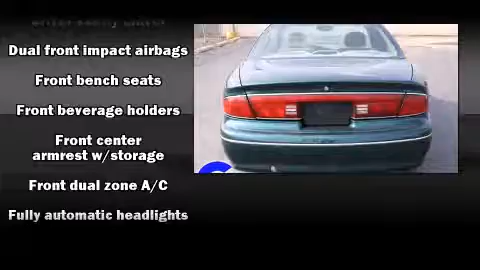 Dual front impact airbags
Front bench seats
Front beverage holders
Front center
armrest w/storage
Front dual zone A/C
Fully automatic headlights